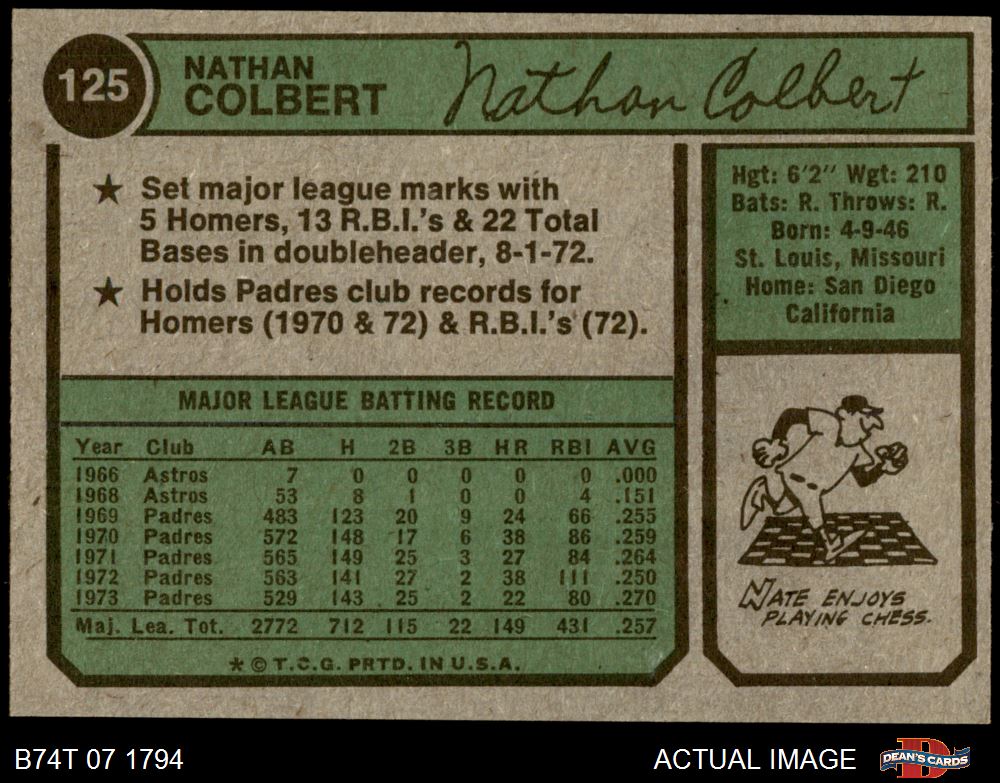 125
NATHAN
COLBERT
Nathan Colbert
★ Set major league marks with
5 Homers, 13 R.B.I.'s & 22 Total
Bases in doubleheader, 8-1-72.
★ Holds Padres club records for
Homers (1970 & 72) & R.B.I.'s (72).
Hgt: 6'2" Wgt: 210
Bats: R. Throws: R.
Born: 4-9-46
St. Louis, Missouri
Home: San Diego
California
MAJOR LEAGUE BATTING RECORD
Year Club AB H 2B 3B HR RBI AVG
1966 Astros 7 0 0 0 0 0 .000
1968 Astros 53 8 1 0 0 4 .151
1969 Padres 483 123 20 9 24 66 .255
1970 Padres 572 148 17 6 38 86 .259
1971 Padres 565 149 25 3 27 84 .264
1972 Padres 563 141 27 2 38 111 .250
1973 Padres 529 143 25 2 22 80 .270
Maj. Lea. Tot. 2772 712 115 22 149 431 .257
★ © T.C.G. PRTD. IN U.S.A.
NATE ENJOYS
PLAYING CHESS.
B74T 07 1794
ACTUAL IMAGE
DEAN'S CARDS